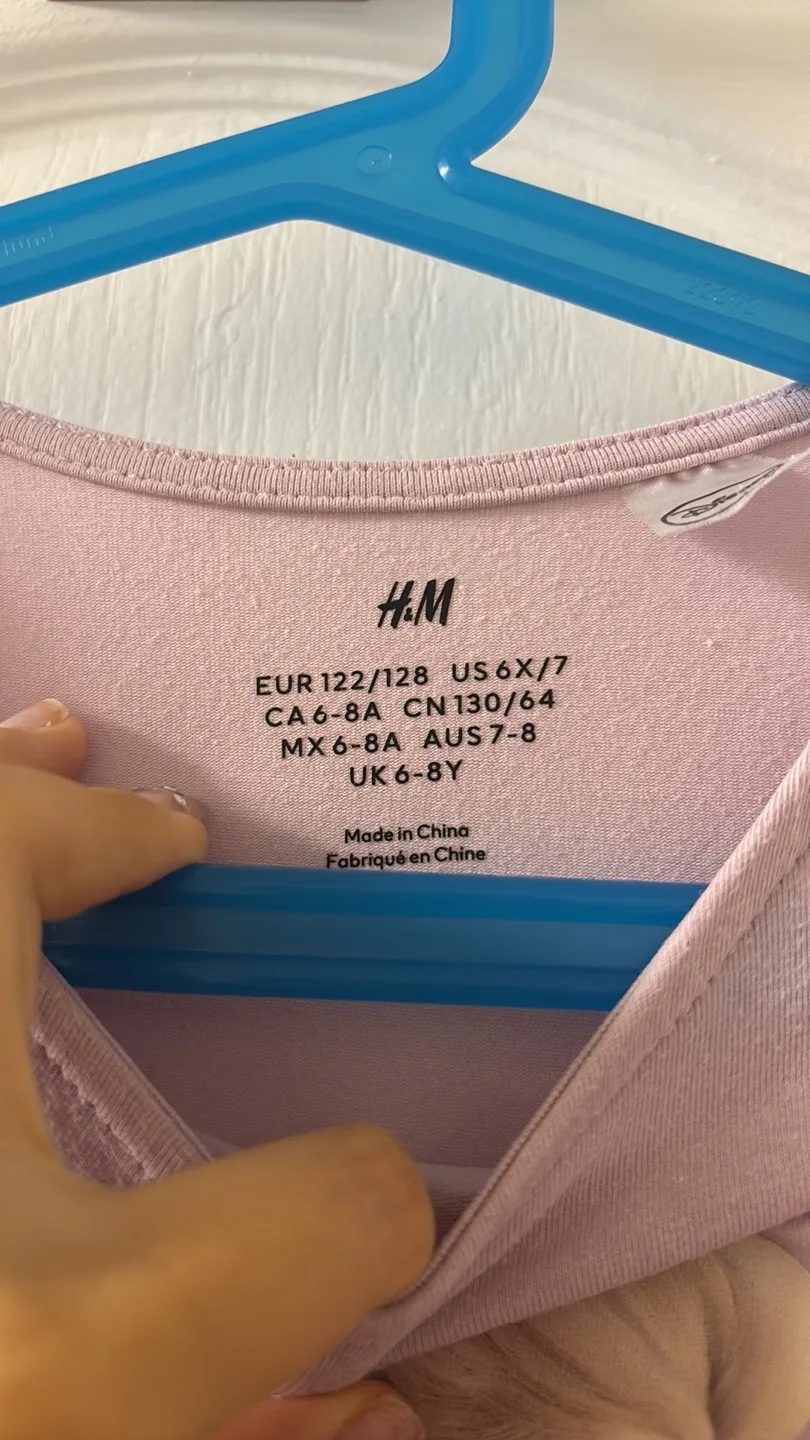 Disney
H&M
EUR 122/128 US 6X/7
CA 6-8A CN 130/64
MX 6-8A AUS 7-8
UK 6-8Y
Made in China
Fabriqué en Chine